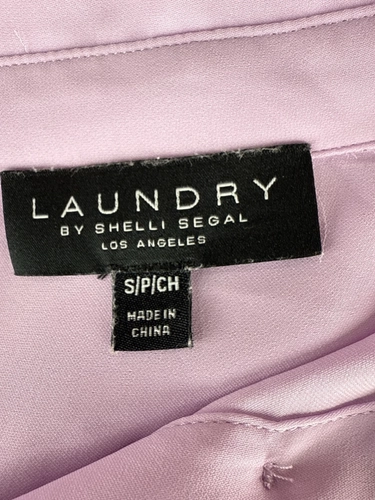 LAUNDRY
BY SHELLI SEGAL
LOS ANGELES
S/P/CH
MADE IN
CHINA